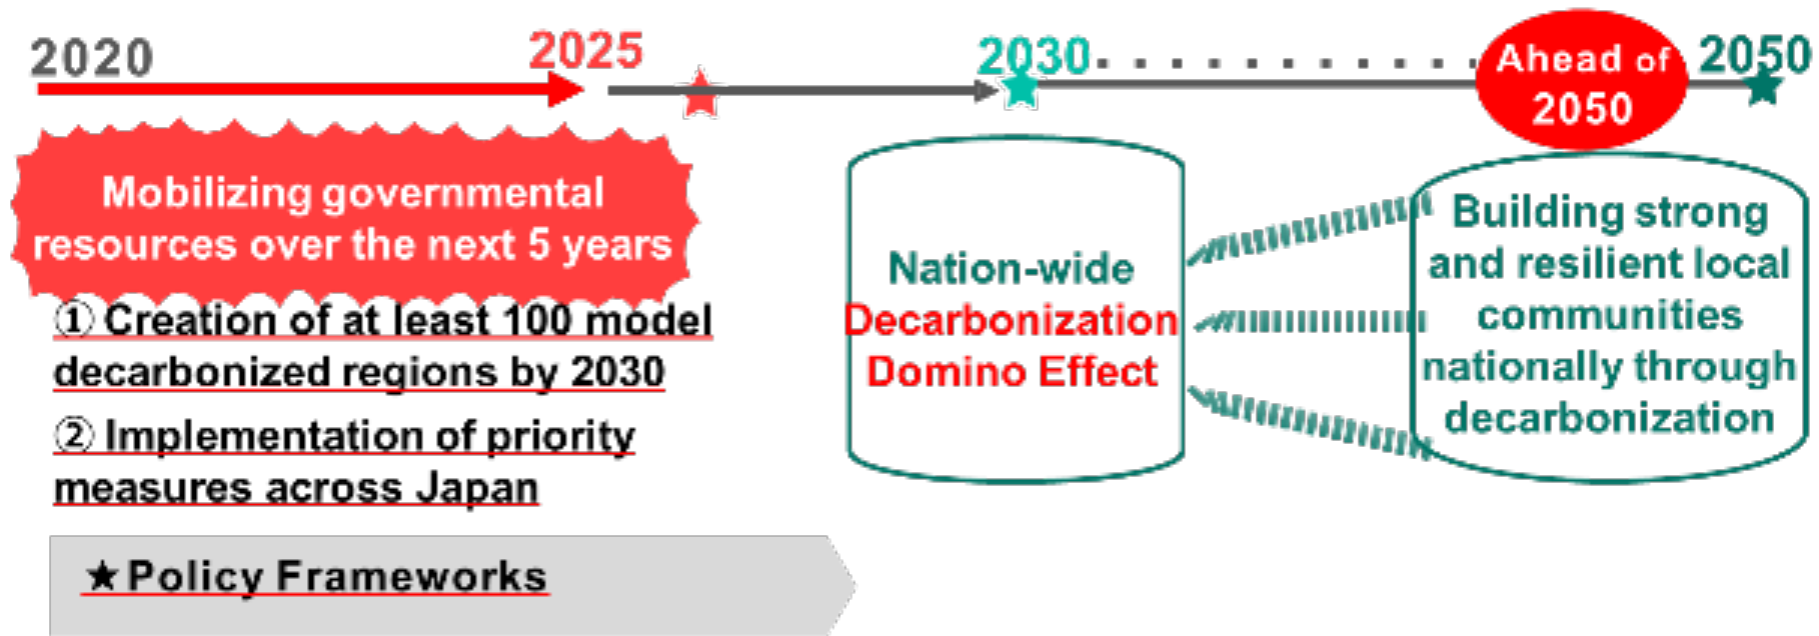 2020
2025
2030
Ahead of
2050
2050
Mobilizing governmental
resources over the next 5 years
① Creation of at least 100 model
decarbonized regions by 2030
② Implementation of priority
measures across Japan
★Policy Frameworks
Nation-wide
Decarbonization
Domino Effect
Building strong
and resilient local
communities
nationally through
decarbonization